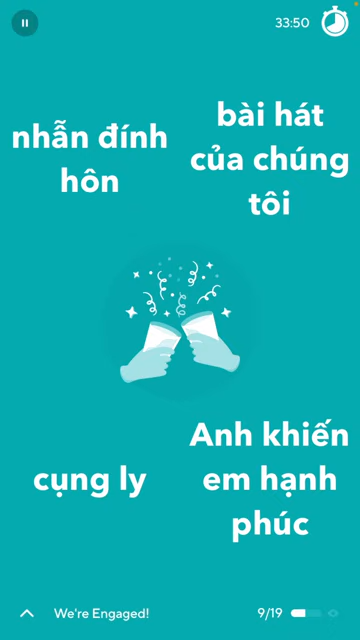 33:50
nhẫn đính
hôn
bài hát
của chúng
tôi
cụng ly
Anh khiến
em hạnh
phúc
We're Engaged!
9/19